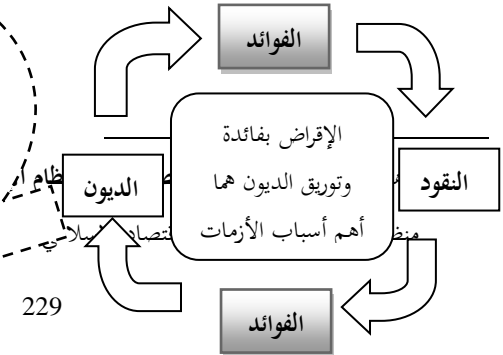 الفوائد
الإقراض بفائدة
وتوريق الديون هما
أهم أسباب الأزمات
النقود
الديون
229
الفوائد